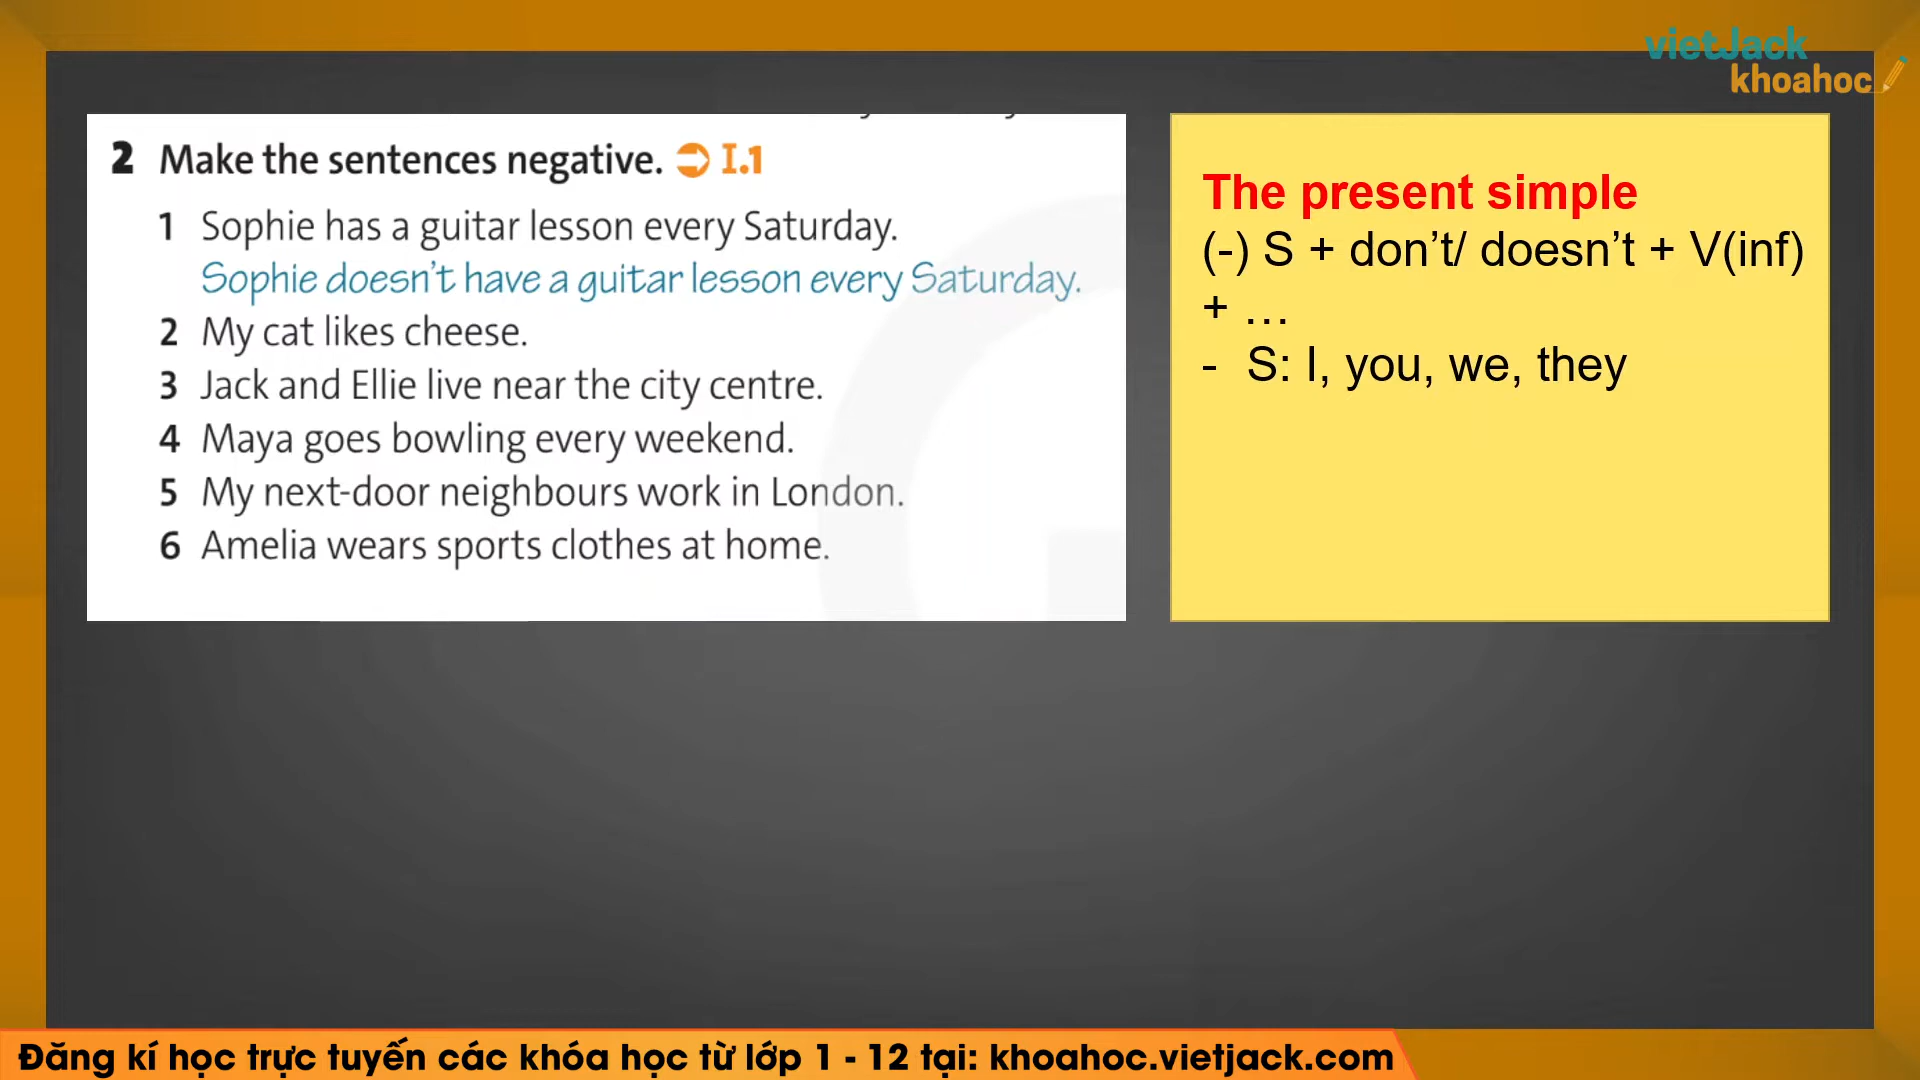 vietJack
khoahoc
2 Make the sentences negative. I.1
1 Sophie has a guitar lesson every Saturday.
Sophie doesn't have a guitar lesson every Saturday.
2 My cat likes cheese.
3 Jack and Ellie live near the city centre.
4 Maya goes bowling every weekend.
5 My next-door neighbours work in London.
6 Amelia wears sports clothes at home.
The present simple
(-) S + don’t/ doesn’t + V(inf)
+ …
- S: I, you, we, they
Đăng kí học trực tuyến các khóa học từ lớp 1 - 12 tại: khoahoc.vietjack.com